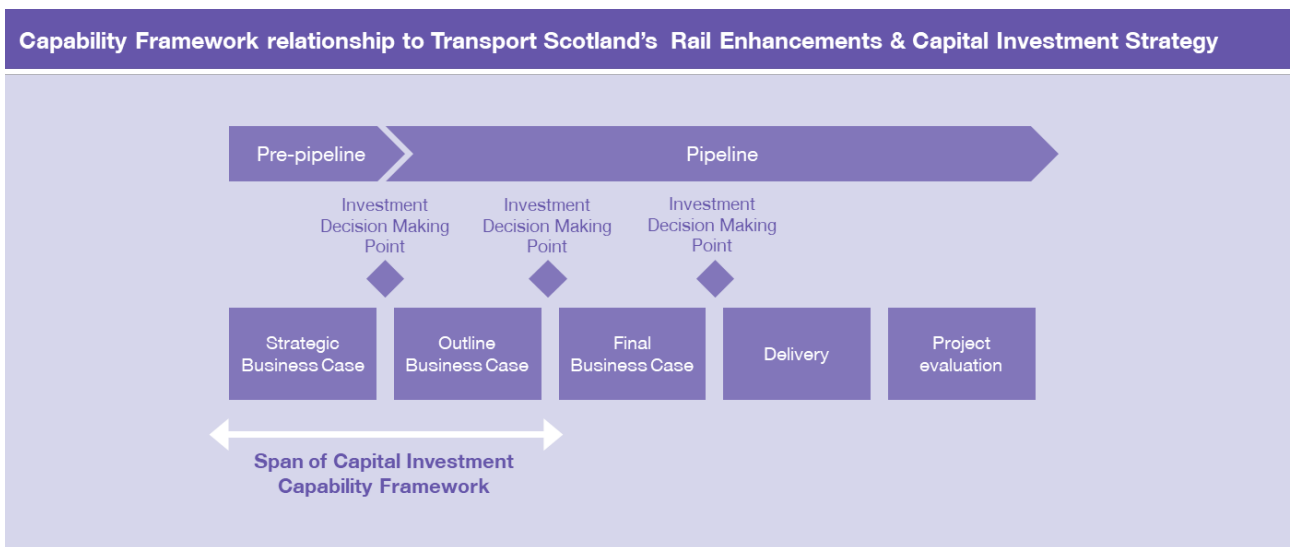 Capability Framework relationship to Transport Scotland's Rail Enhancements & Capital Investment Strategy
Pre-pipeline
Pipeline
Investment
Decision Making
Point
Investment
Decision Making
Point
Investment
Decision Making
Point
Strategic
Business Case
Outline
Business Case
Final
Business Case
Delivery
Project
evaluation
Span of Capital Investment
Capability Framework